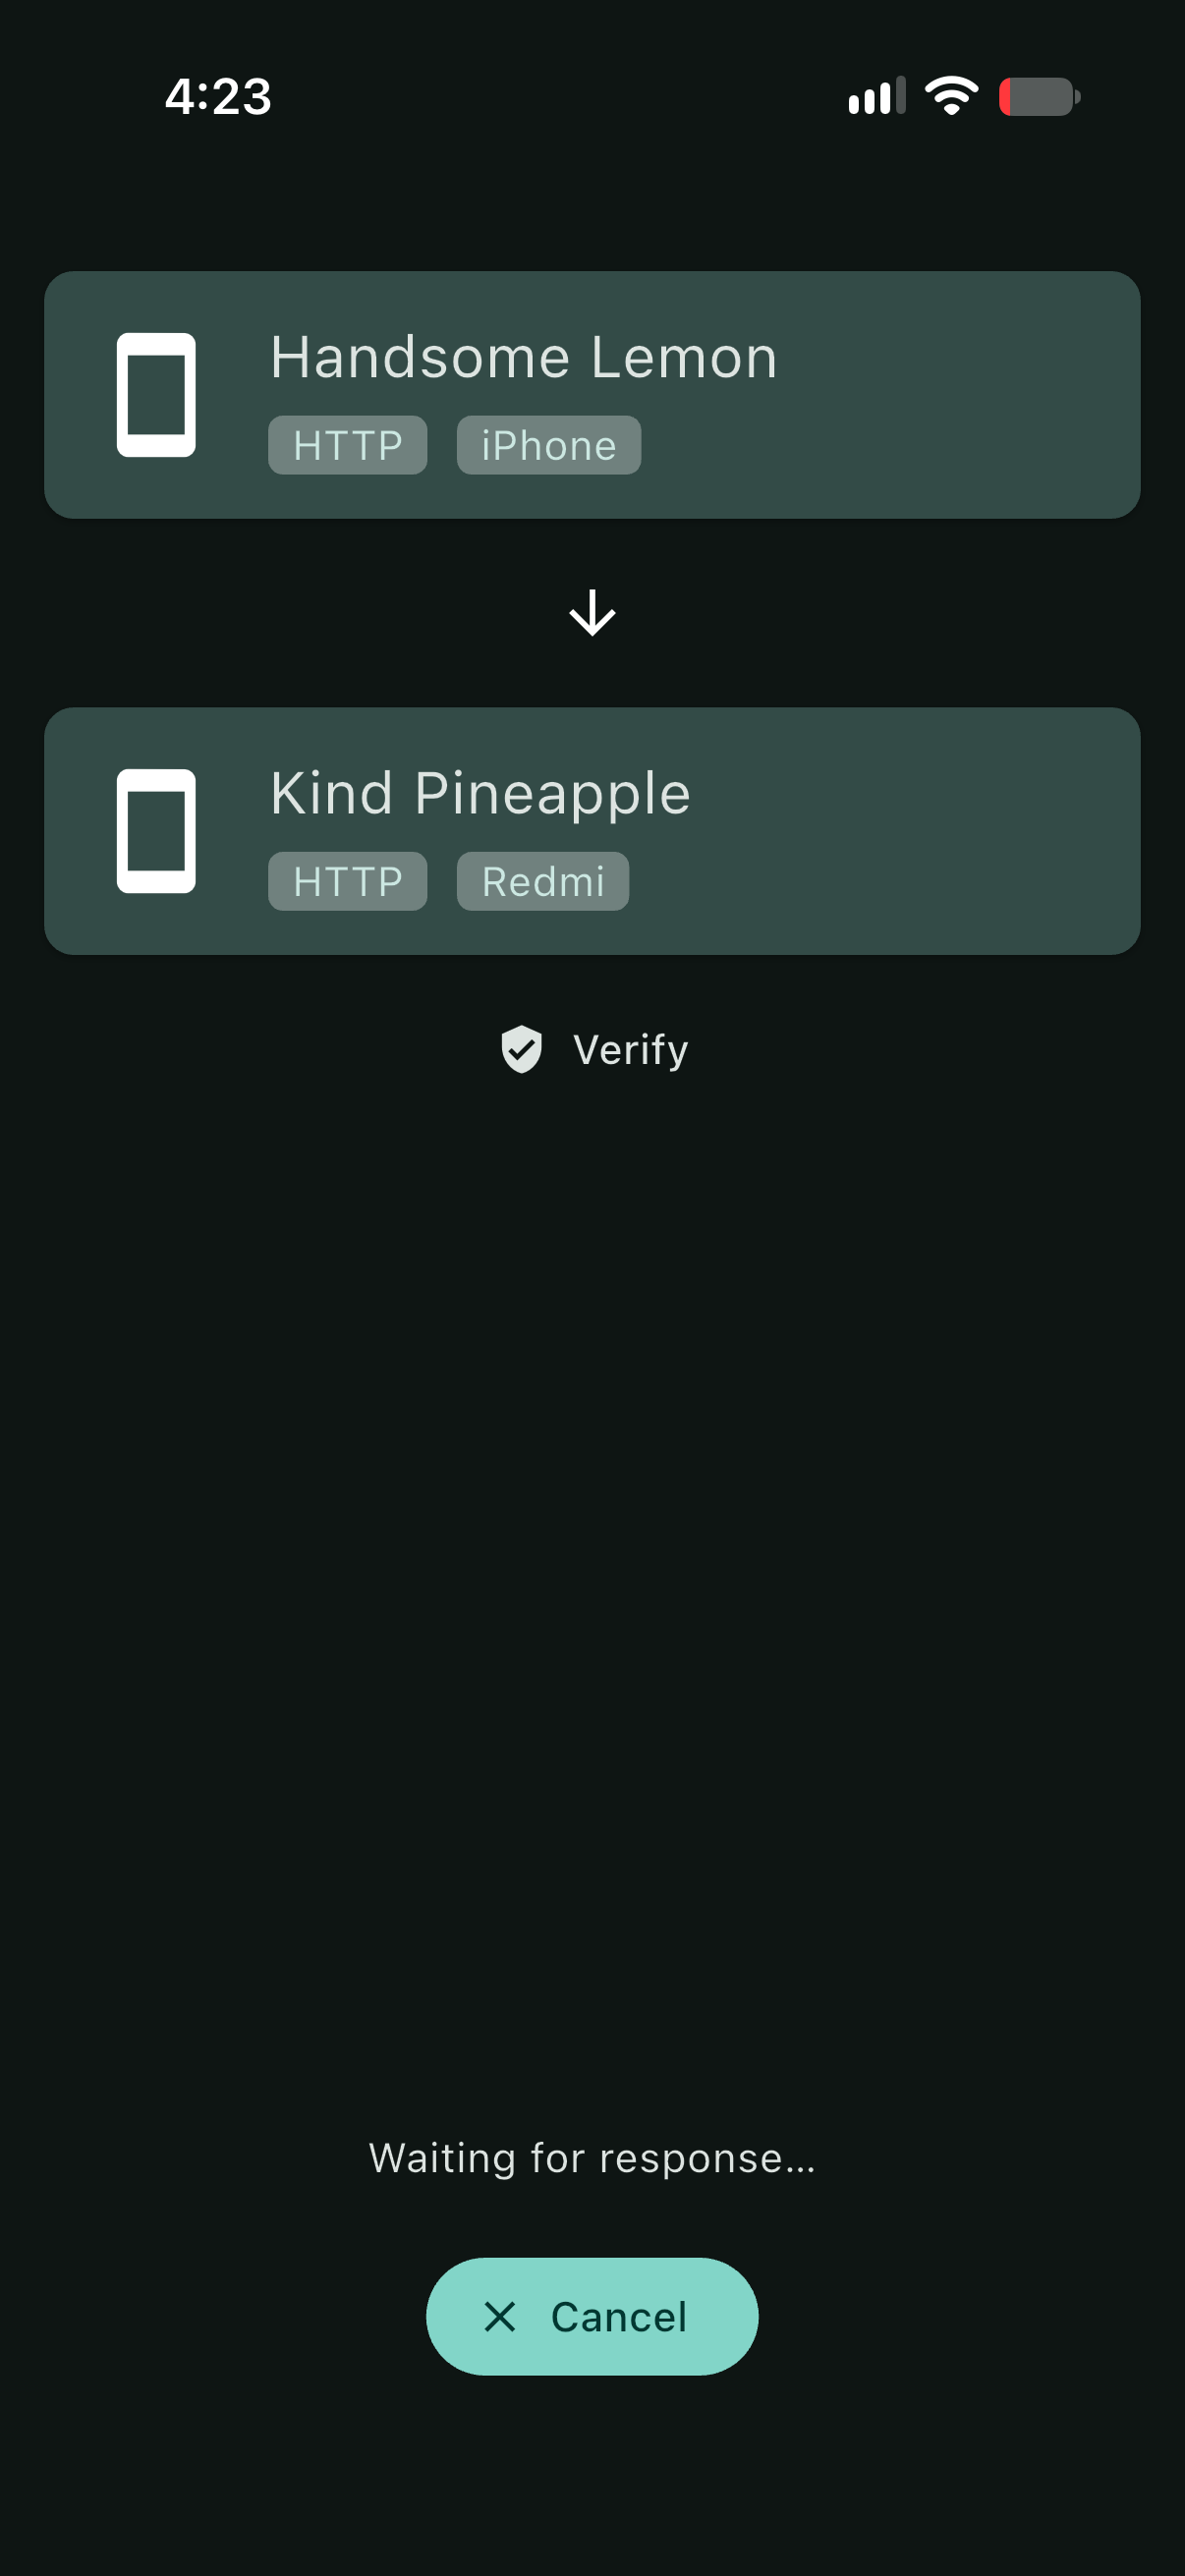 4:23
Handsome Lemon
HTTP iPhone
Kind Pineapple
HTTP Redmi
Verify
Waiting for response…
Cancel